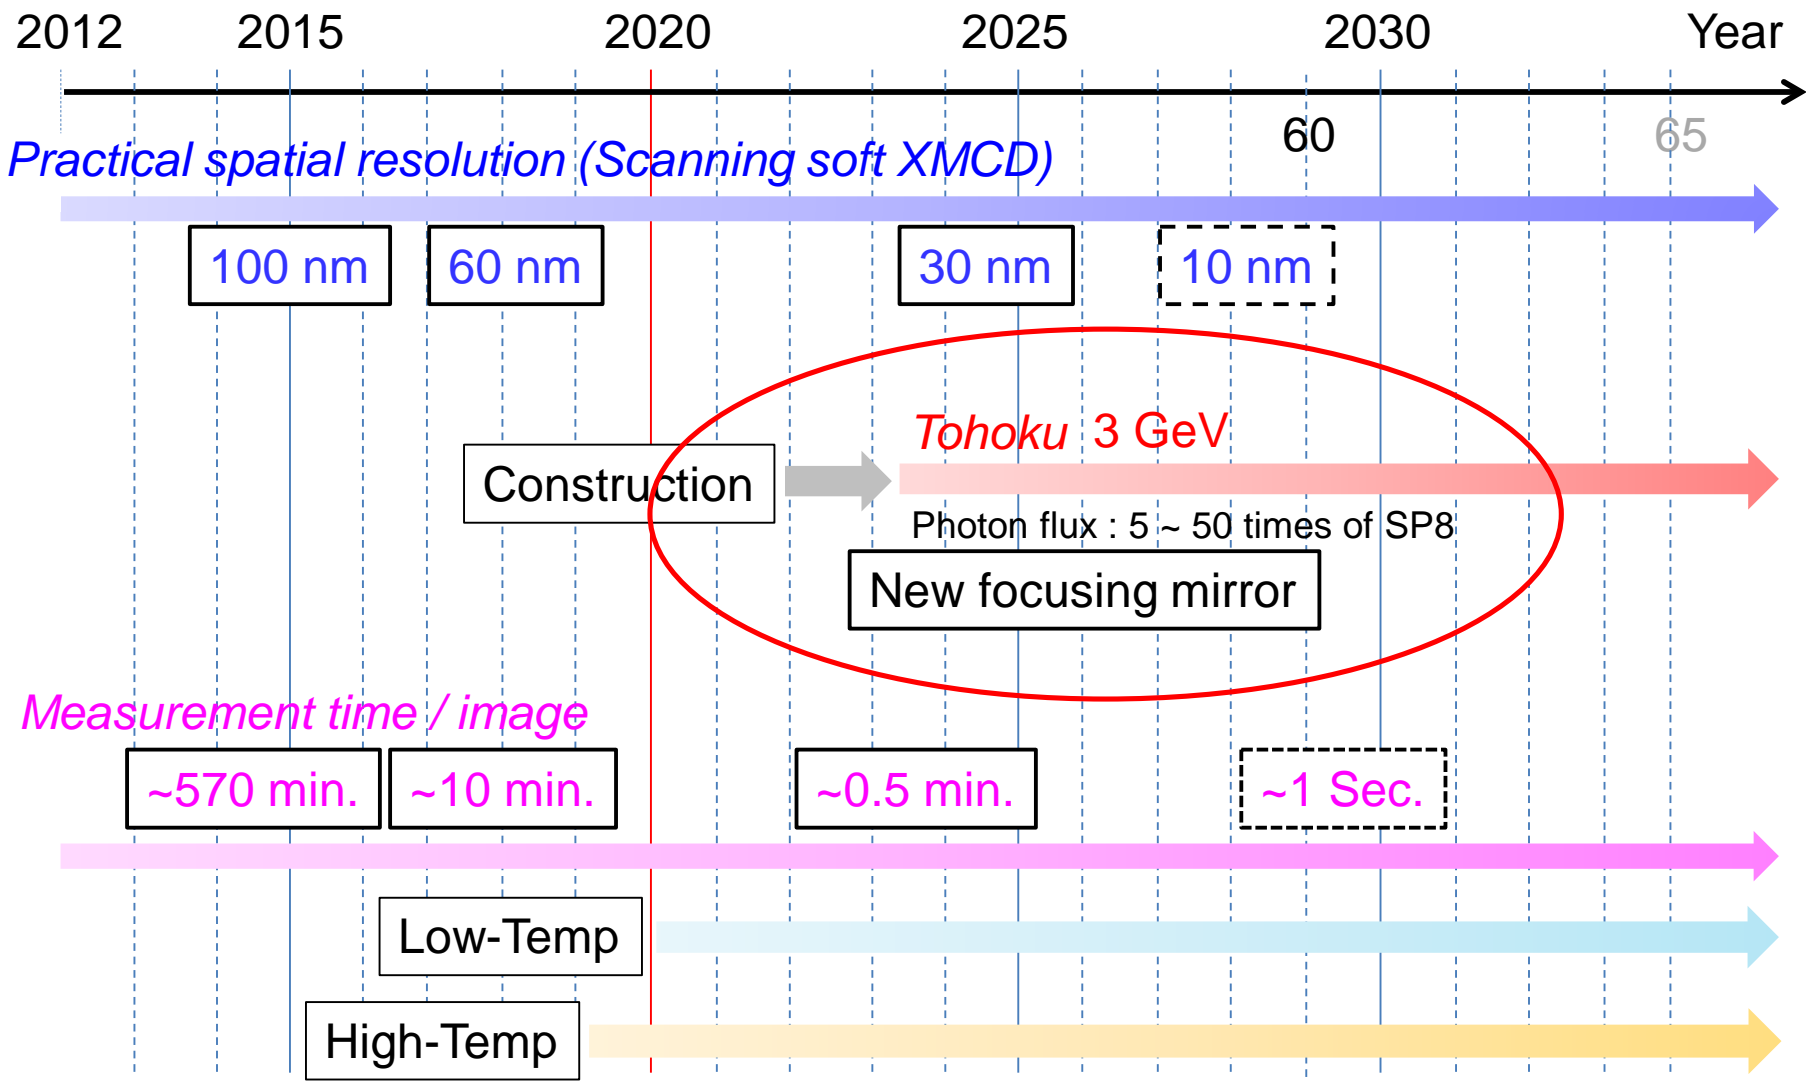 2012 2015 2020 2025 2030 Year
60 65
Practical spatial resolution (Scanning soft XMCD)
100 nm 60 nm 30 nm 10 nm
Tohoku 3 GeV
Construction
Photon flux : 5 ~ 50 times of SP8
New focusing mirror
Measurement time / image
~570 min. ~10 min. ~0.5 min. ~1 Sec.
Low-Temp
High-Temp